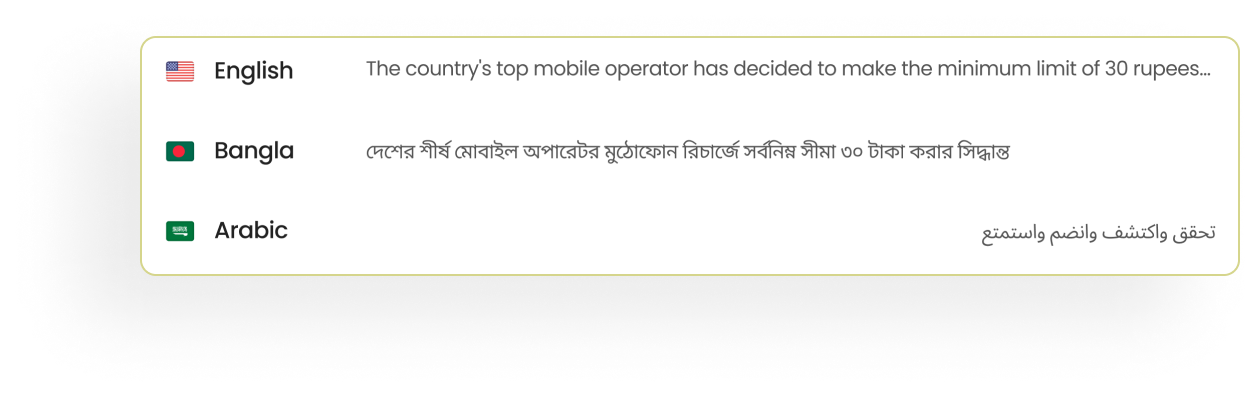 English
The country's top mobile operator has decided to make the minimum limit of 30 rupees...
Bangla
দেশের শীর্ষ মোবাইল অপারেটর মুঠোফোন রিচার্জে সর্বনিম্ন সীমা ৩০ টাকা করার সিদ্ধান্ত
Arabic
تحقق واكتشف وانضم واستمتع